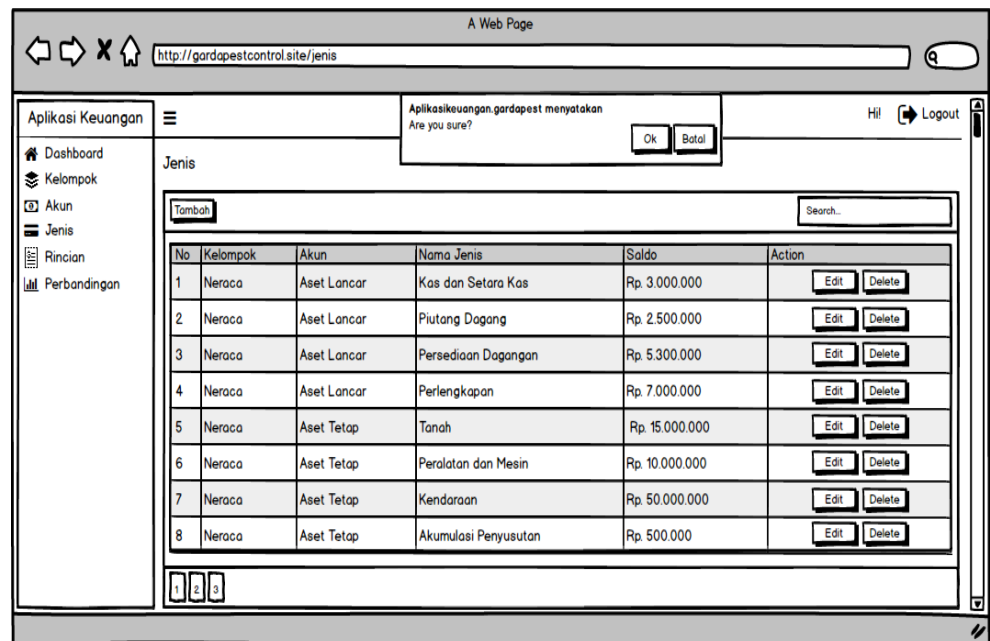 A Web Page
http://gardapestcontrol.site/jenis
Aplikasi Keuangan
Aplikasikeuangan.gardapest menyatakan
Are you sure?
Ok Batal
Hi! Logout
Dashboard
Kelompok
Akun
Jenis
Rincian
Perbandingan
Jenis
Tambah Search...
No Kelompok Akun Nama Jenis Saldo Action
1 Neraca Aset Lancar Kas dan Setara Kas Rp. 3.000.000 Edit Delete
2 Neraca Aset Lancar Piutang Dagang Rp. 2.500.000 Edit Delete
3 Neraca Aset Lancar Persediaan Dagangan Rp. 5.300.000 Edit Delete
4 Neraca Aset Lancar Perlengkapan Rp. 7.000.000 Edit Delete
5 Neraca Aset Tetap Tanah Rp. 15.000.000 Edit Delete
6 Neraca Aset Tetap Peralatan dan Mesin Rp. 10.000.000 Edit Delete
7 Neraca Aset Tetap Kendaraan Rp. 50.000.000 Edit Delete
8 Neraca Aset Tetap Akumulasi Penyusutan Rp. 500.000 Edit Delete
1 2 3